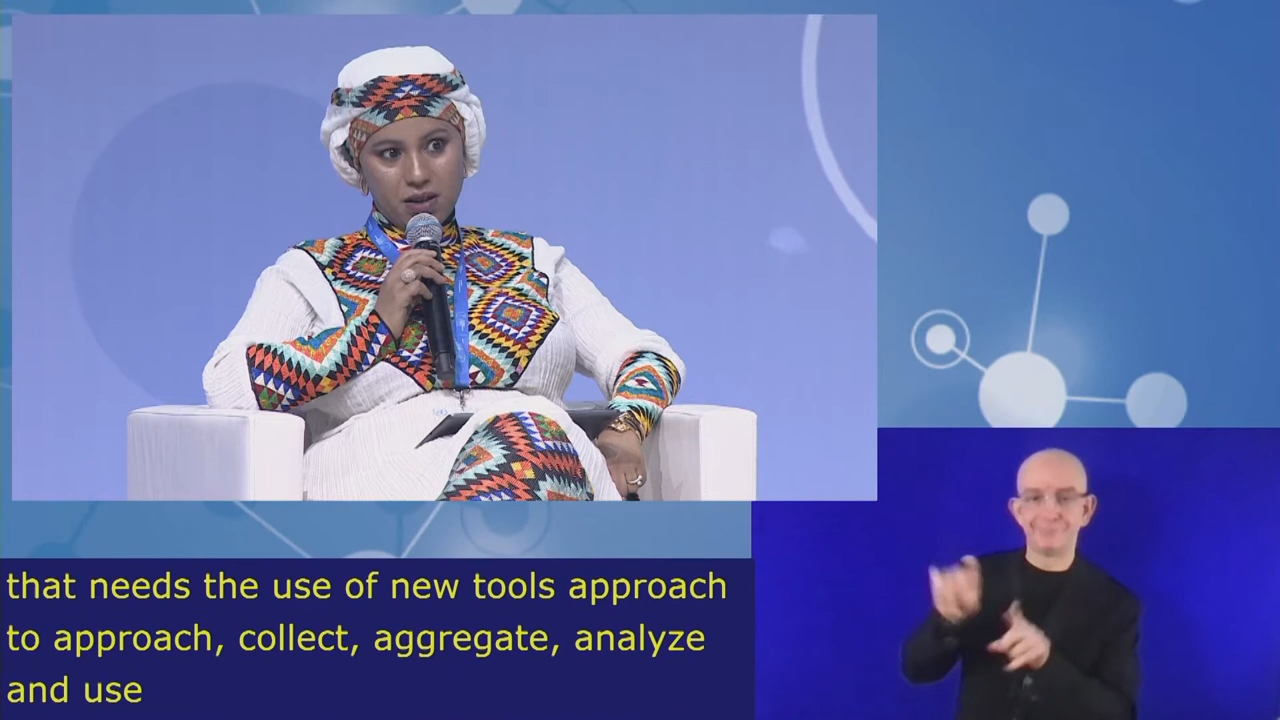 that needs the use of new tools approach
to approach, collect, aggregate, analyze
and use